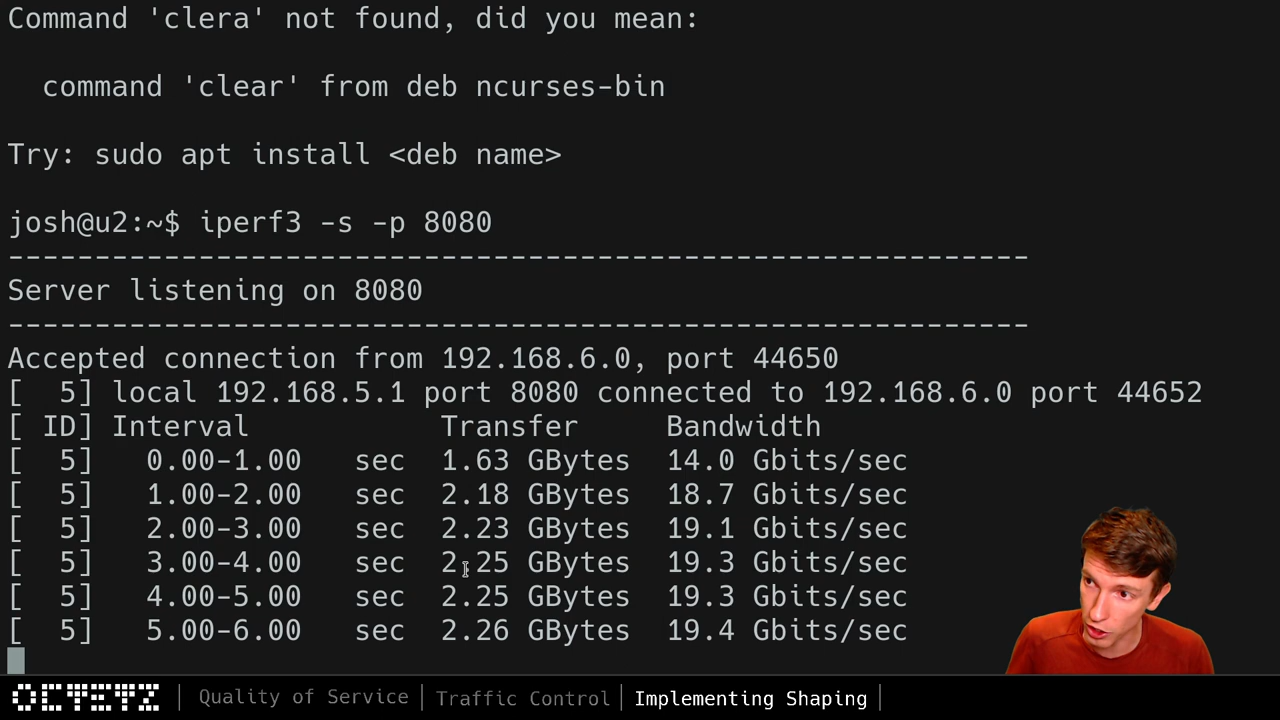 Command 'clera' not found, did you mean:
command 'clear' from deb ncurses-bin
Try: sudo apt install <deb name>
josh@u2:~$ iperf3 -s -p 8080
-----------------------------------------------------------
Server listening on 8080
-----------------------------------------------------------
Accepted connection from 192.168.6.0, port 44650
[  5] local 192.168.5.1 port 8080 connected to 192.168.6.0 port 44652
[ ID] Interval           Transfer     Bandwidth
[  5]   0.00-1.00   sec  1.63 GBytes  14.0 Gbits/sec
[  5]   1.00-2.00   sec  2.18 GBytes  18.7 Gbits/sec
[  5]   2.00-3.00   sec  2.23 GBytes  19.1 Gbits/sec
[  5]   3.00-4.00   sec  2.25 GBytes  19.3 Gbits/sec
[  5]   4.00-5.00   sec  2.25 GBytes  19.3 Gbits/sec
[  5]   5.00-6.00   sec  2.26 GBytes  19.4 Gbits/sec
OCTETZ | Quality of Service | Traffic Control | Implementing Shaping |